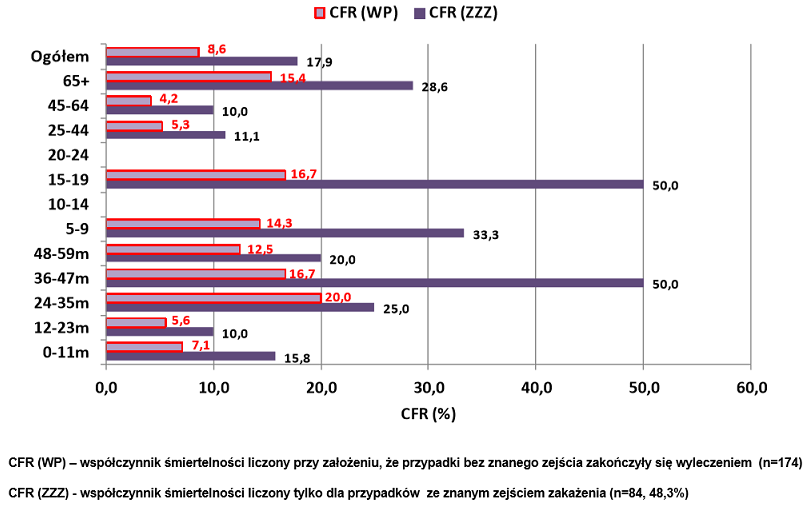 CFR (WP) CFR (ZZZ)
Ogółem 8,6 17,9
65+ 15,4 28,6
45-64 4,2 10,0
25-44 5,3 11,1
20-24
15-19 16,7 50,0
10-14
5-9 14,3 33,3
48-59m 12,5 20,0
36-47m 16,7 50,0
24-35m 20,0 25,0
12-23m 5,6 10,0
0-11m 7,1 15,8
0,0 10,0 20,0 30,0 40,0 50,0 60,0
CFR (%)
CFR (WP) – współczynnik śmiertelności liczony przy założeniu, że przypadki bez znanego zejścia zakończyły się wyleczeniem (n=174)
CFR (ZZZ) - współczynnik śmiertelności liczony tylko dla przypadków ze znanym zejściem zakażenia (n=84, 48,3%)